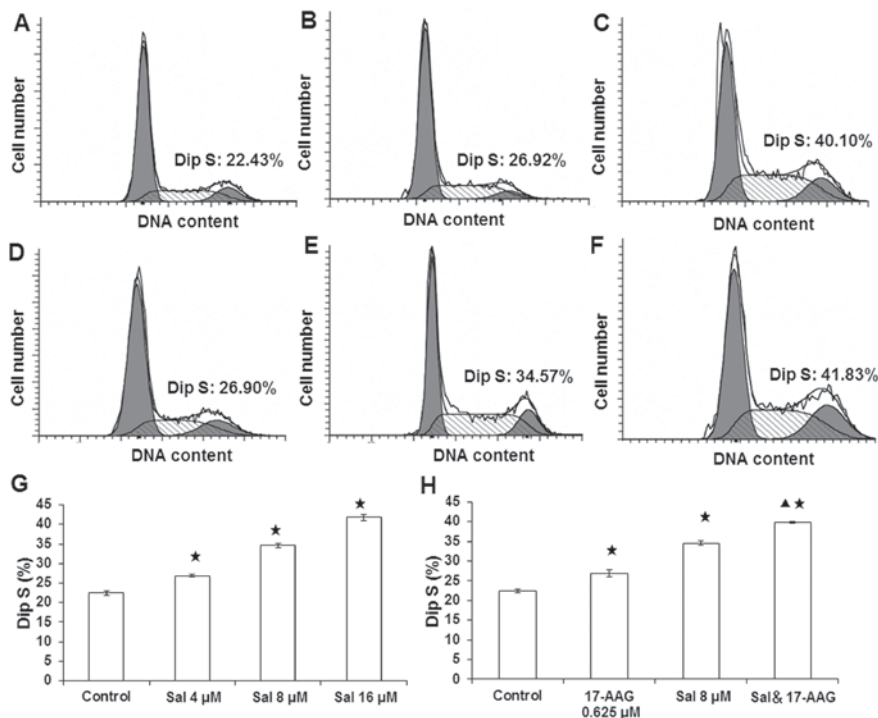 A
Cell number
Dip S: 22.43%
DNA content
B
Cell number
Dip S: 26.92%
DNA content
C
Cell number
Dip S: 40.10%
DNA content
D
Cell number
Dip S: 26.90%
DNA content
E
Cell number
Dip S: 34.57%
DNA content
F
Cell number
Dip S: 41.83%
DNA content
G
Dip S (%)
45
40
35
30
25
20
15
10
5
0
Control
Sal 4 µM
Sal 8 µM
Sal 16 µM
H
Dip S (%)
45
40
35
30
25
20
15
10
5
0
Control
17-AAG
0.625 µM
Sal 8 µM
Sal& 17-AAG